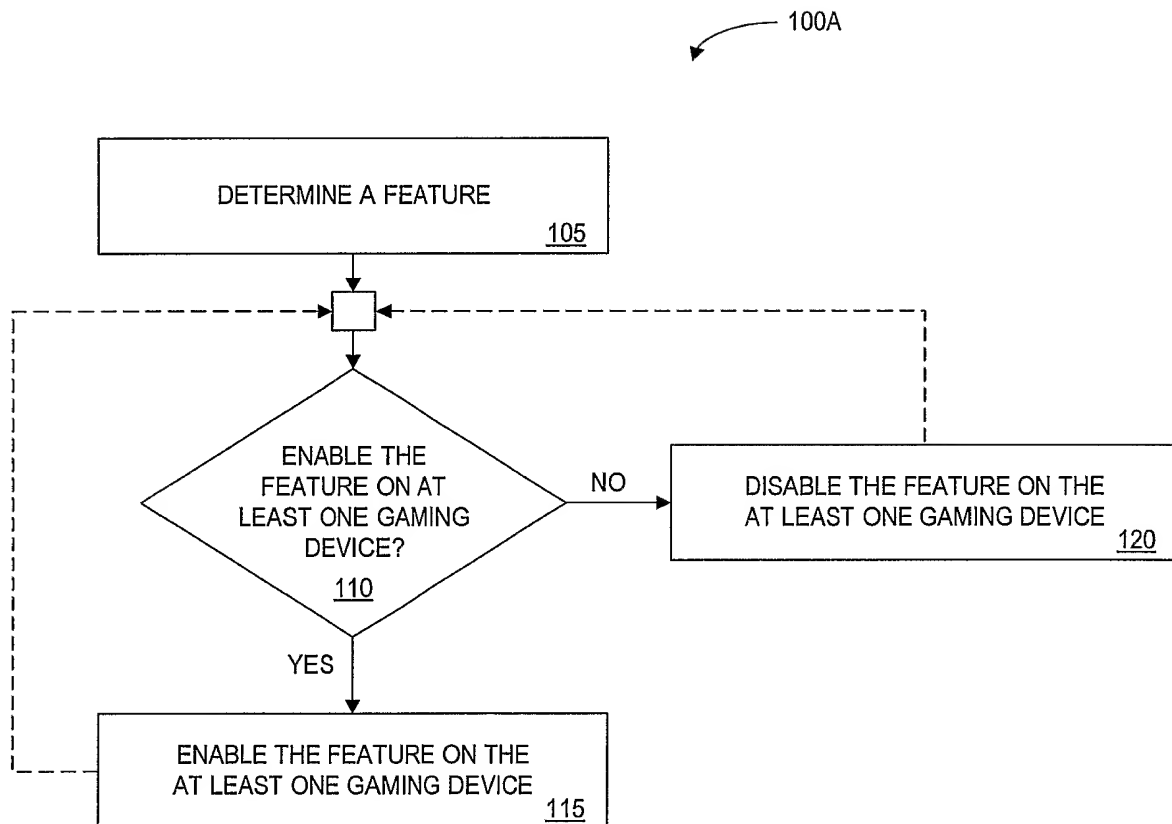 100A
DETERMINE A FEATURE
105
ENABLE THE
FEATURE ON AT
LEAST ONE GAMING
DEVICE?
110
NO
DISABLE THE FEATURE ON THE
AT LEAST ONE GAMING DEVICE
120
YES
ENABLE THE FEATURE ON THE
AT LEAST ONE GAMING DEVICE
115